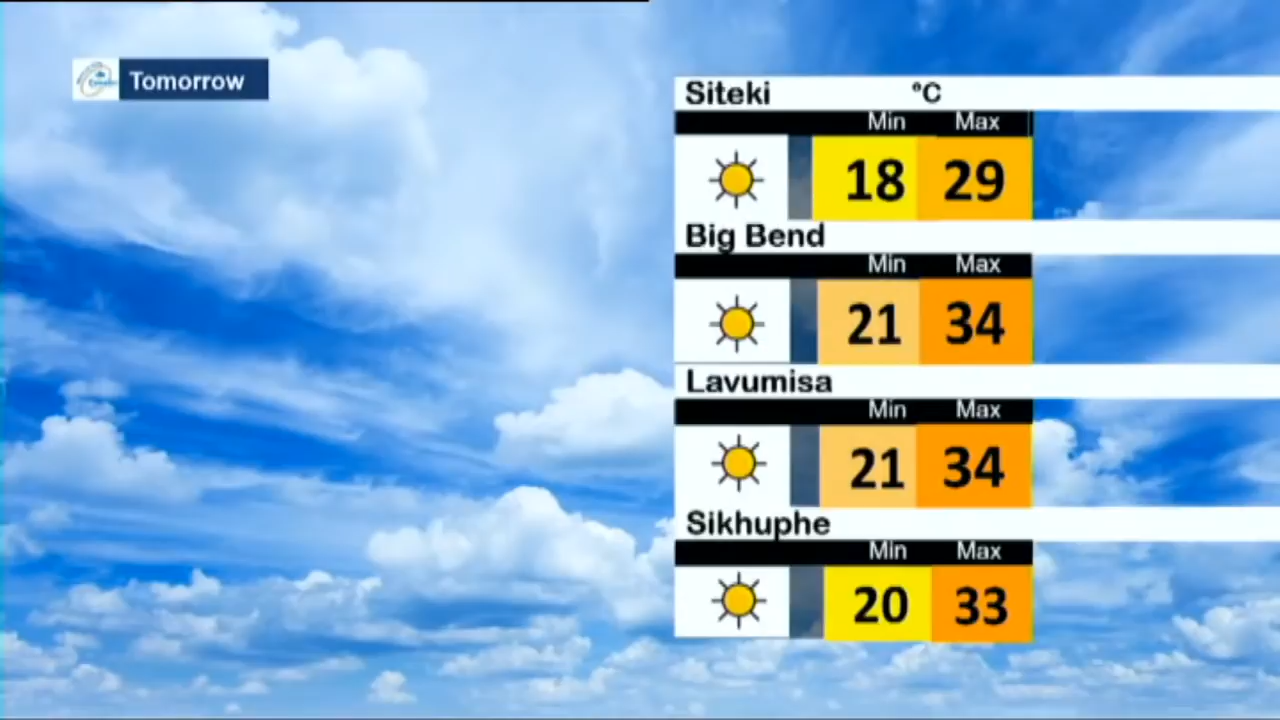 Tomorrow
Siteki °C
Min Max
18 29
Big Bend
Min Max
21 34
Lavumisa
Min Max
21 34
Sikhuphe
Min Max
20 33